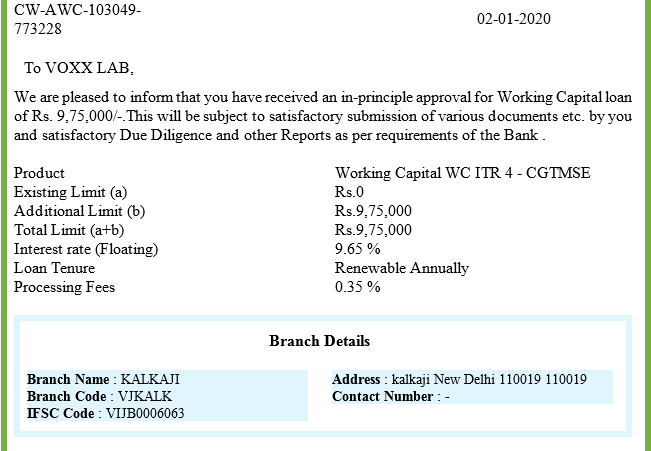 CW-AWC-103049-
773228
02-01-2020
To VOXX LAB,
We are pleased to inform that you have received an in-principle approval for Working Capital loan
of Rs. 9,75,000/-.This will be subject to satisfactory submission of various documents etc. by you
and satisfactory Due Diligence and other Reports as per requirements of the Bank .
Product Working Capital WC ITR 4 - CGTMSE
Existing Limit (a) Rs.0
Additional Limit (b) Rs.9,75,000
Total Limit (a+b) Rs.9,75,000
Interest rate (Floating) 9.65 %
Loan Tenure Renewable Annually
Processing Fees 0.35 %
Branch Details
Branch Name : KALKAJI
Branch Code : VJKALK
IFSC Code : VIJB0006063
Address : kalkaji New Delhi 110019 110019
Contact Number : -